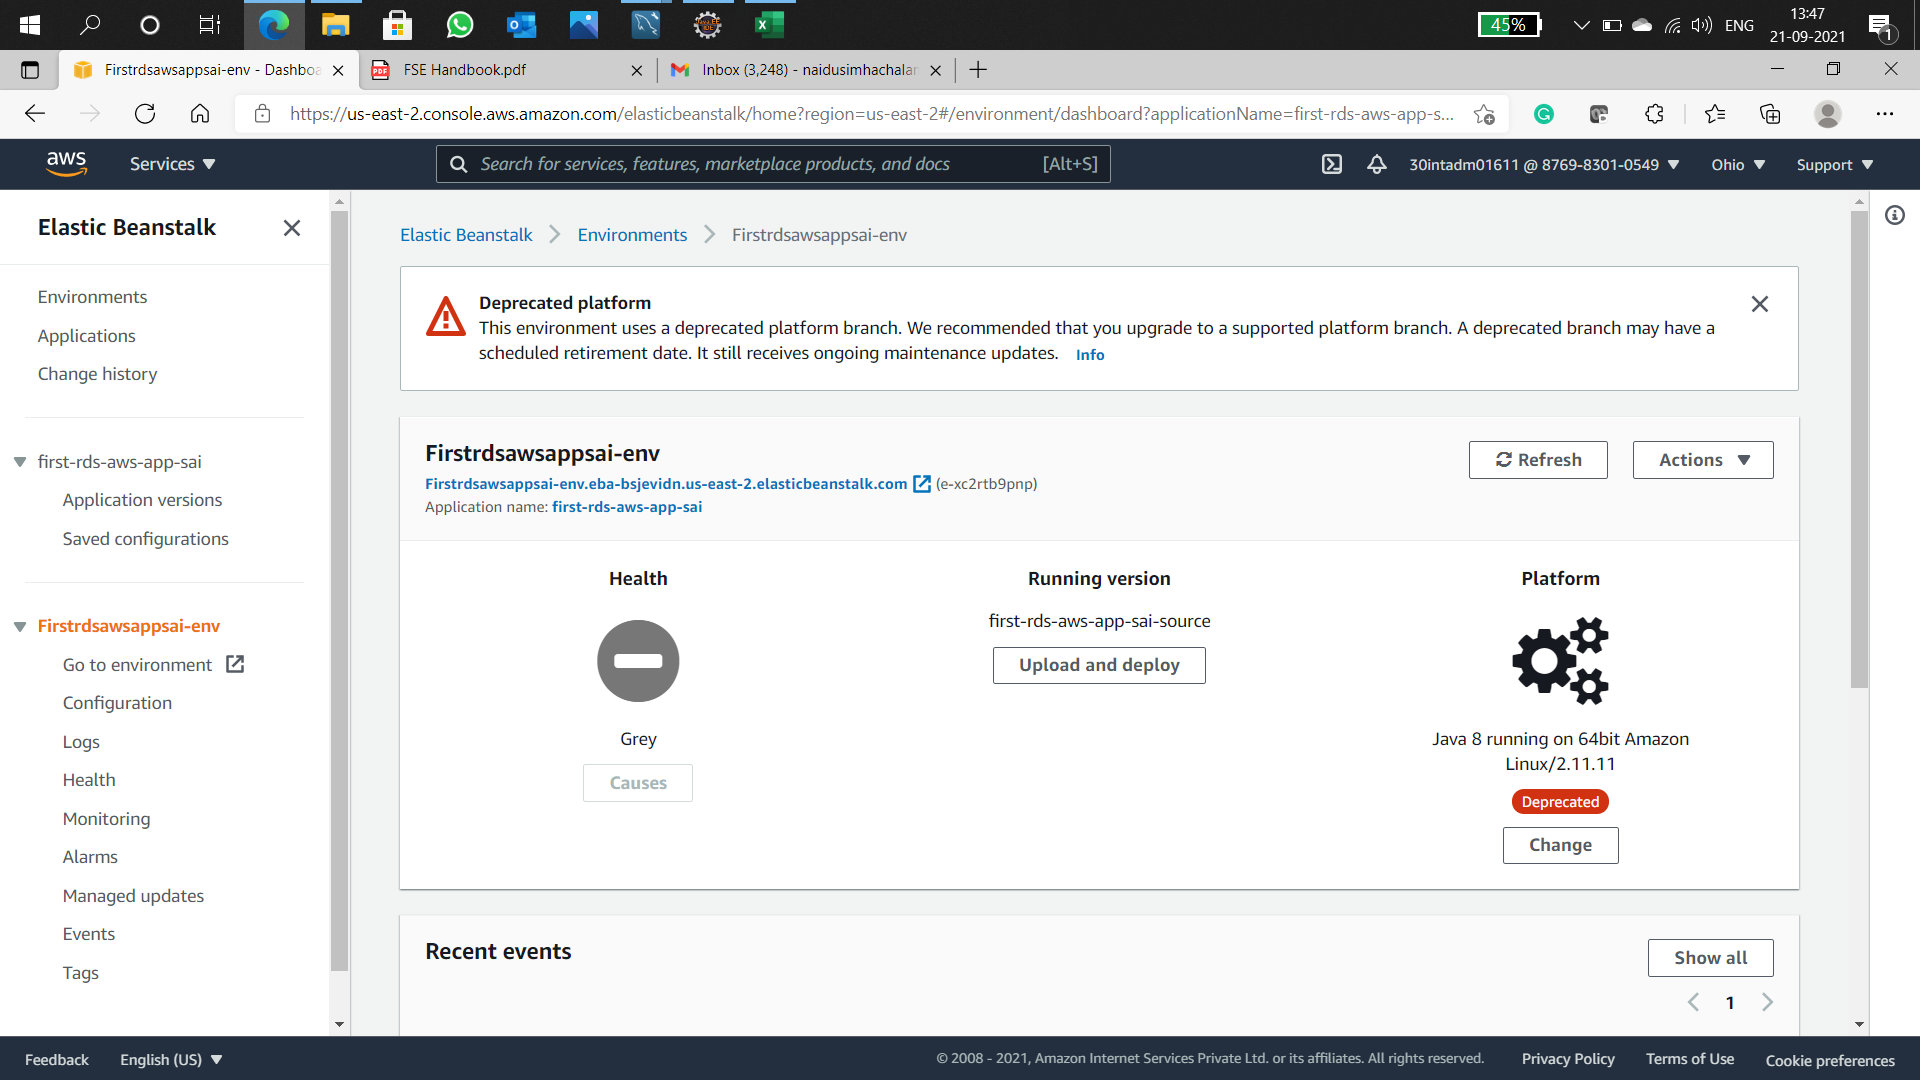 45%
ENG
13:47
21-09-2021
1
Firstrdsawsappsai-env - Dashboa
FSE Handbook.pdf
Inbox (3,248) - naidusimhachalar
https://us-east-2.console.aws.amazon.com/elasticbeanstalk/home?region=us-east-2#/environment/dashboard?applicationName=first-rds-aws-app-s...
aws
Services
Search for services, features, marketplace products, and docs
[Alt+S]
30intadm01611 @ 8769-8301-0549
Ohio
Support
Elastic Beanstalk
Environments
Applications
Change history
first-rds-aws-app-sai
Application versions
Saved configurations
Firstrdsawsappsai-env
Go to environment
Configuration
Logs
Health
Monitoring
Alarms
Managed updates
Events
Tags
Elastic Beanstalk
Environments
Firstrdsawsappsai-env
Deprecated platform
This environment uses a deprecated platform branch. We recommended that you upgrade to a supported platform branch. A deprecated branch may have a
scheduled retirement date. It still receives ongoing maintenance updates. Info
Firstrdsawsappsai-env
Firstrdsawsappsai-env.eba-bsjevidn.us-east-2.elasticbeanstalk.com (e-xc2rtb9pnp)
Application name: first-rds-aws-app-sai
Refresh
Actions
Health
Grey
Causes
Running version
first-rds-aws-app-sai-source
Upload and deploy
Platform
Java 8 running on 64bit Amazon
Linux/2.11.11
Deprecated
Change
Recent events
Show all
1
Feedback
English (US)
© 2008 - 2021, Amazon Internet Services Private Ltd. or its affiliates. All rights reserved.
Privacy Policy
Terms of Use
Cookie preferences